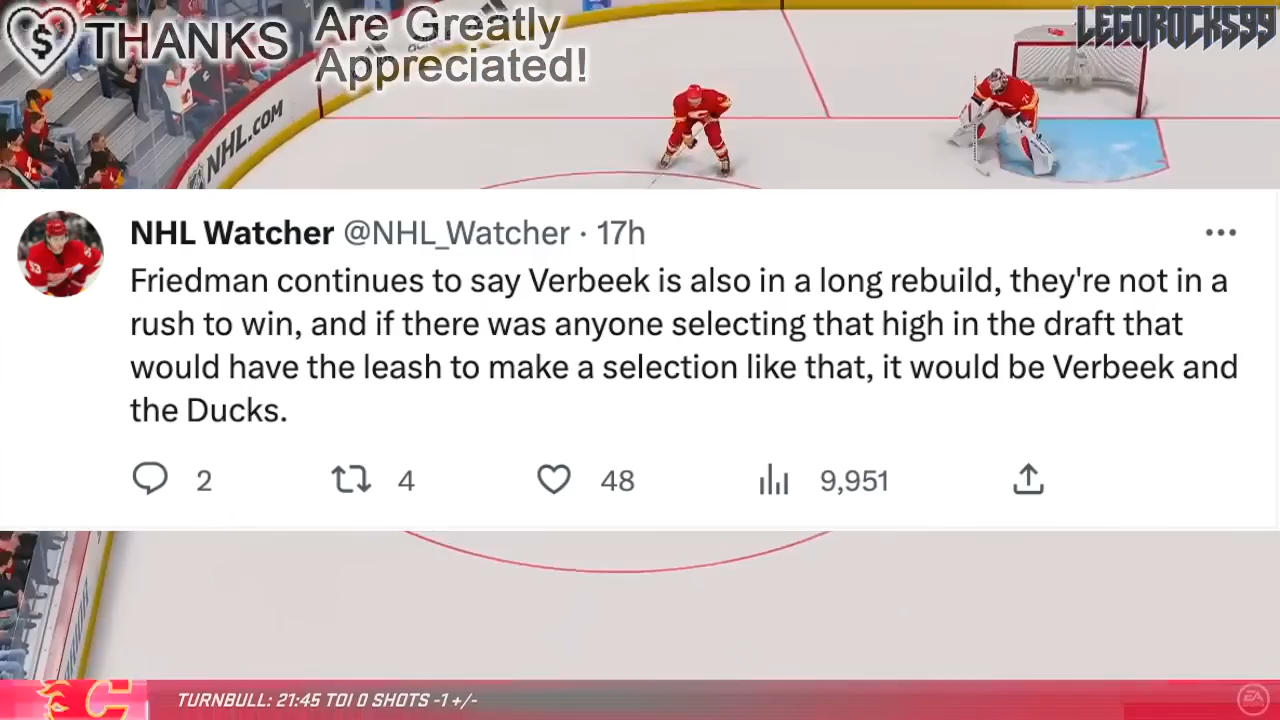 $ THANKS
Are Greatly
Appreciated!
LEGOROCKS99
NHL.COM
NHL Watcher @NHL_Watcher · 17h
Friedman continues to say Verbeek is also in a long rebuild, they're not in a
rush to win, and if there was anyone selecting that high in the draft that
would have the leash to make a selection like that, it would be Verbeek and
the Ducks.
2 4 48 9,951
TURNBULL: 21:45 TOI 0 SHOTS -1 +/-
EA